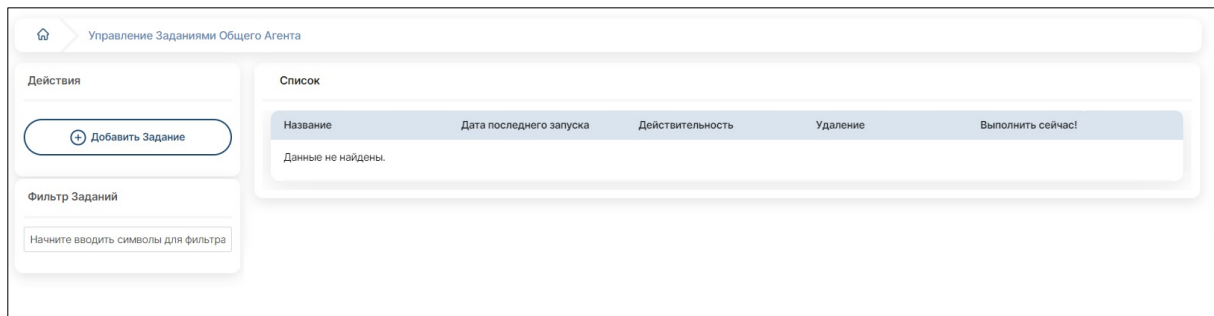 Управление Заданиями Общего Агента
Действия
Добавить Задание
Фильтр Заданий
Начните вводить символы для фильтра
Список
Название Дата последнего запуска Действительность Удаление Выполнить сейчас!
Данные не найдены.